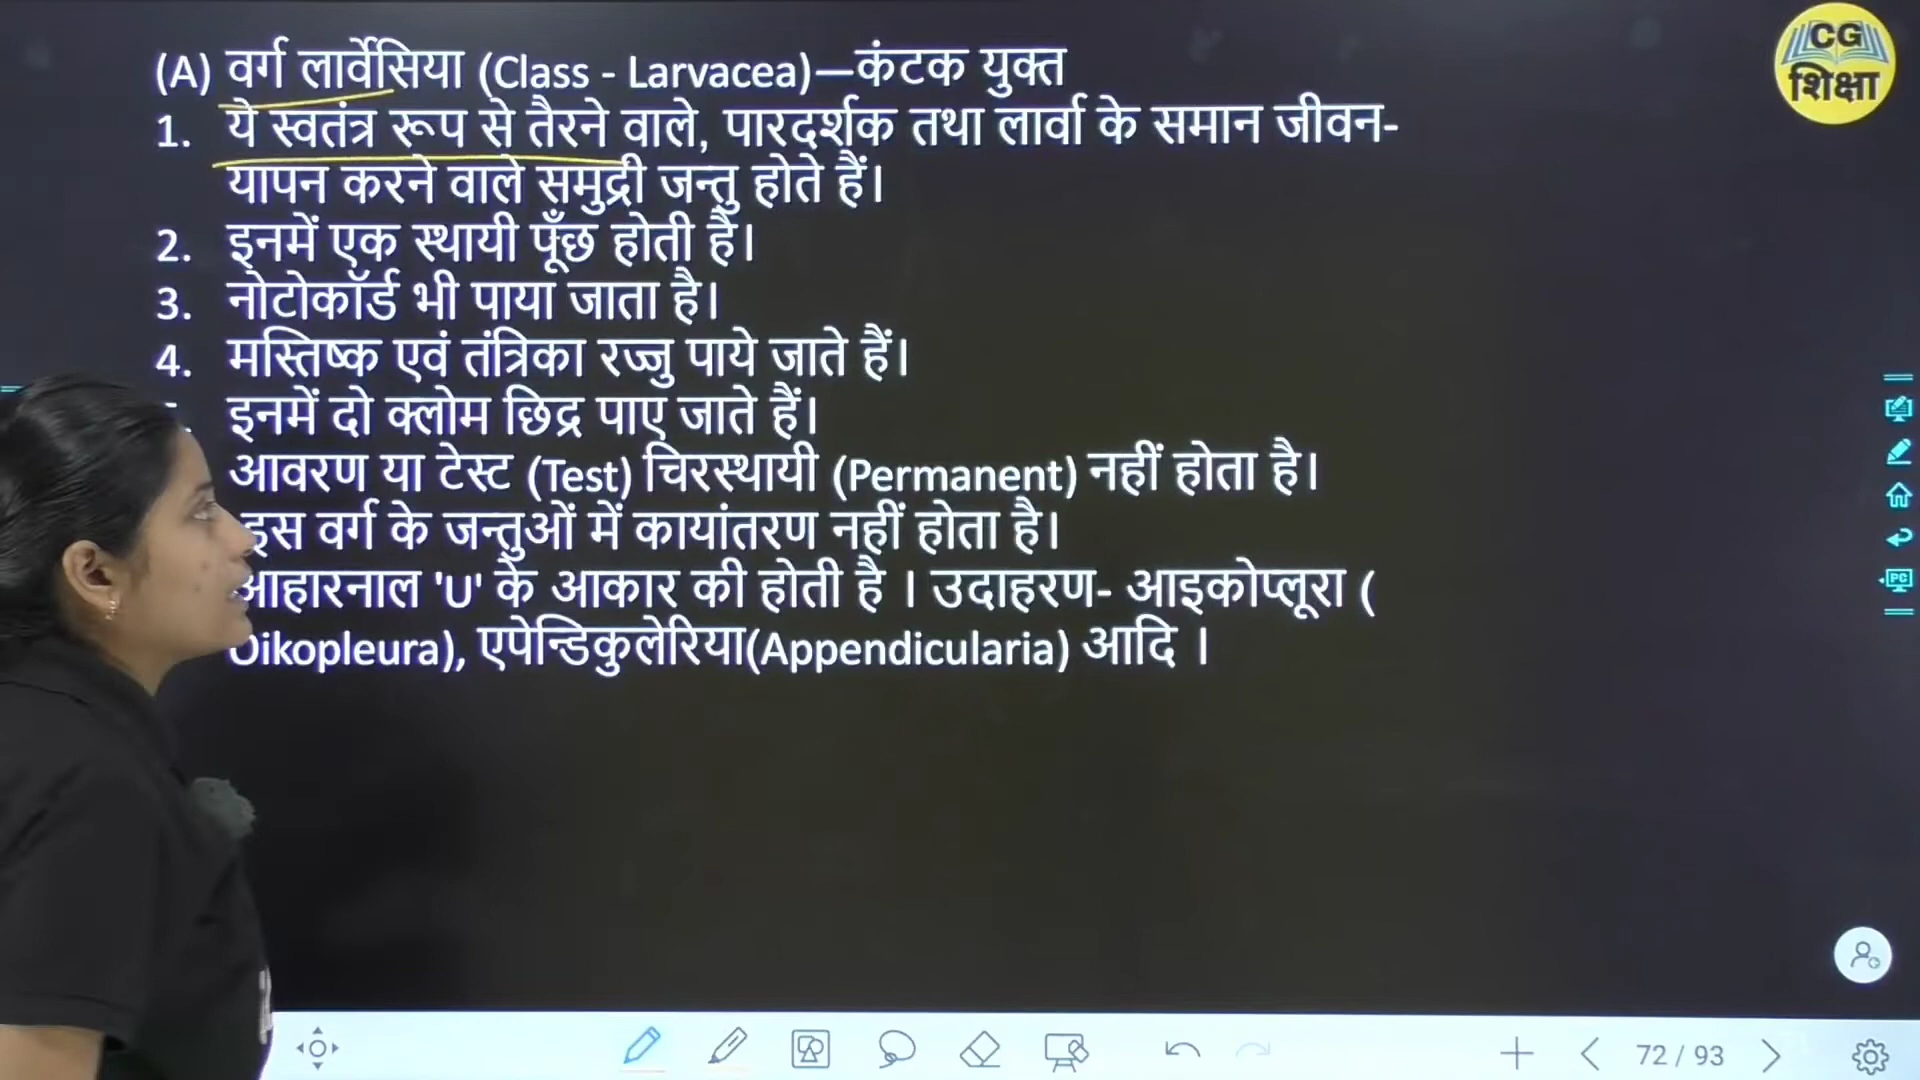 CG
शिक्षा
(A) वर्ग लार्वेसिया (Class - Larvacea)—कंटक युक्त
1. ये स्वतंत्र रूप से तैरने वाले, पारदर्शक तथा लार्वा के समान जीवन-
यापन करने वाले समुद्री जन्तु होते हैं।
2. इनमें एक स्थायी पूँछ होती है।
3. नोटोकॉर्ड भी पाया जाता है।
4. मस्तिष्क एवं तंत्रिका रज्जु पाये जाते हैं।
इनमें दो क्लोम छिद्र पाए जाते हैं।
आवरण या टेस्ट (Test) चिरस्थायी (Permanent) नहीं होता है।
इस वर्ग के जन्तुओं में कायांतरण नहीं होता है।
आहारनाल 'U' के आकार की होती है । उदाहरण- आइकोप्लूरा (
Oikopleura), एपेन्डिकुलेरिया(Appendicularia) आदि ।
PC
72 / 93